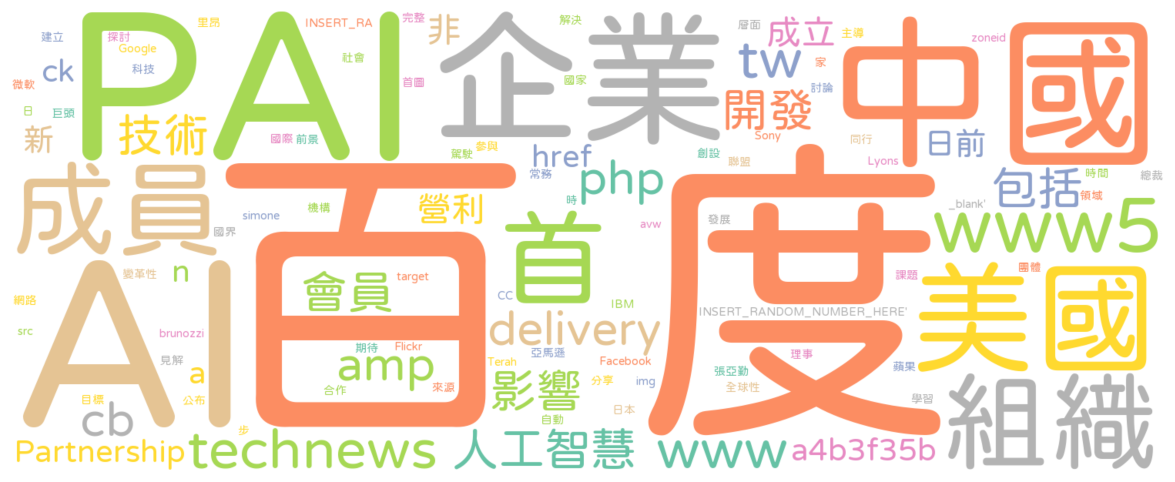 里昂 INSERT_RA 完整 解決 層面 成立 主導 zoneid
建立 探討 Google PAI 非 企業 tw 家 中國
ck 科技 社會 國家 討論
微軟 首圖 開發
日 巨頭 技術 國際 前景 Sony 同行 日前
新 駕駛 參與 href 創設 聯盟 Lyons 時間 總裁
成員 百度 常務 php 包括 領域
simone 機構 營利 時 首 _blank' www5
國界 avw 發展
變革性 n 會員 target 課題 團體 美國
網路 CC IBM INSERT_RANDOM_NUMBER_HERE'
src brunozzi AI delivery
見解 期待 Flickr 亞馬遜 理事
amp Terah Facebook 張亞勤 蘋果
a 合作 來源 影響 分享 img 全球性 組織
目標 公布 日本 學習
cb 步 自動
Partnership technews 人工智慧 www a4b3f35b